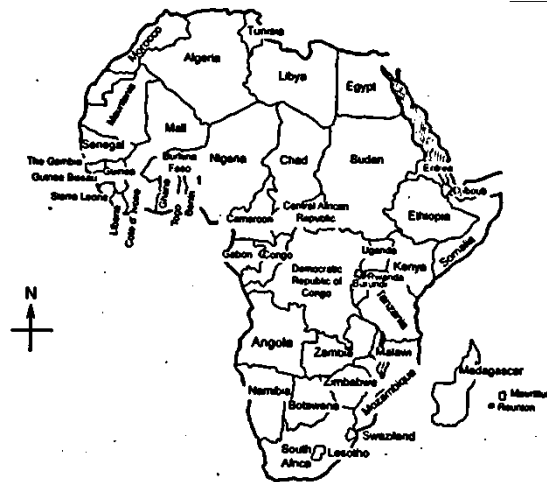 Tunisia
Morocco
Algeria
Libya
Egypt
Mauritania
Mali
Senegal
The Gambia
Guinea Bissau
Guinea
Sierra Leone
Liberia
Cote d' Ivore
Burkina
Faso
Ghana
Togo
Benin
Nigeria
Chad
Sudan
Eritrea
Djibouti
Ethiopia
Somalia
Cameroon
Central African
Republic
Gabon
Congo
Democratic
Republic of
Congo
Uganda
Kenya
Rwanda
Burundi
Tanzania
N
Angola
Zambia
Malawi
Mozambique
Zimbabwe
Madagascar
Mauritius
Reunion
Namibia
Botswana
Swaziland
South
Africa
Lesotho